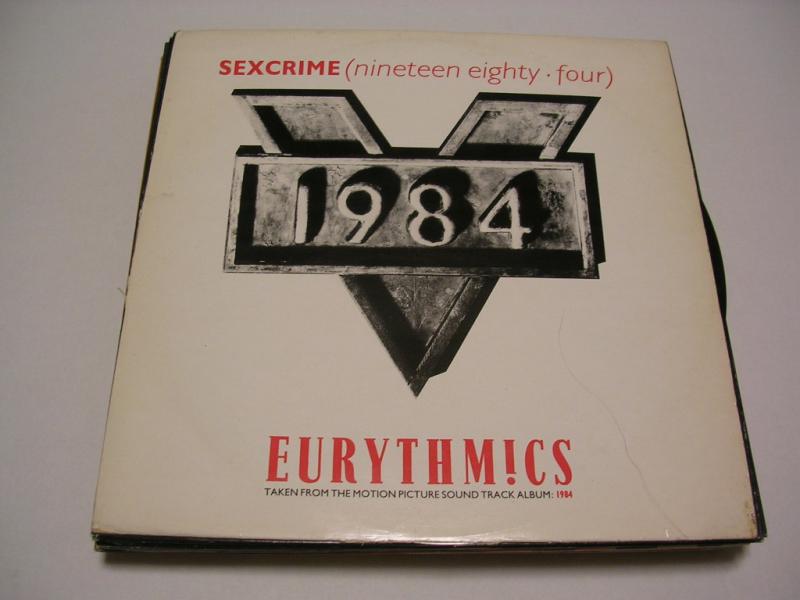 SEXCRIME (nineteen eighty · four)
1984
EURYTHM!CS
TAKEN FROM THE MOTION PICTURE SOUND TRACK ALBUM: 1984